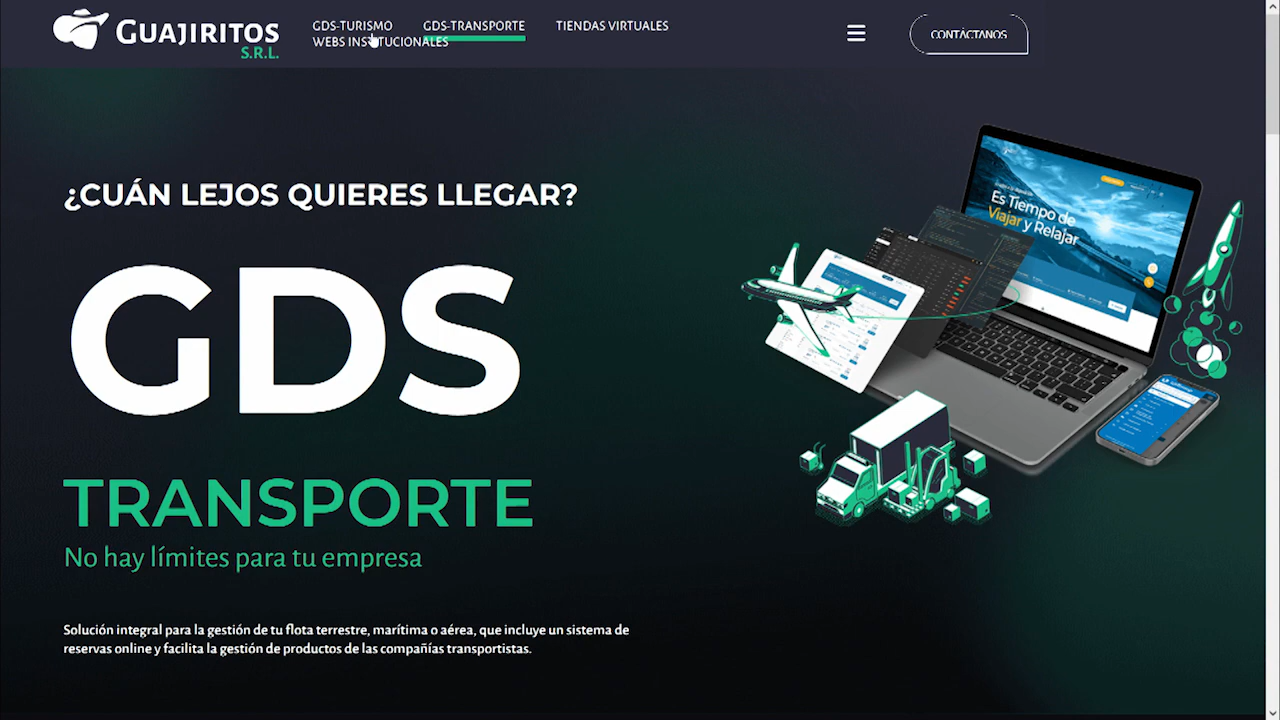 GUAJIRITOS
S.R.L.
GDS-TURISMO
GDS-TRANSPORTE
TIENDAS VIRTUALES
WEBS INSTITUCIONALES
CONTÁCTANOS
¿CUÁN LEJOS QUIERES LLEGAR?
GDS
TRANSPORTE
No hay límites para tu empresa
Solución integral para la gestión de tu flota terrestre, marítima o aérea, que incluye un sistema de
reservas online y facilita la gestión de productos de las compañías transportistas.
Es Tiempo de
Viajar y Relajar